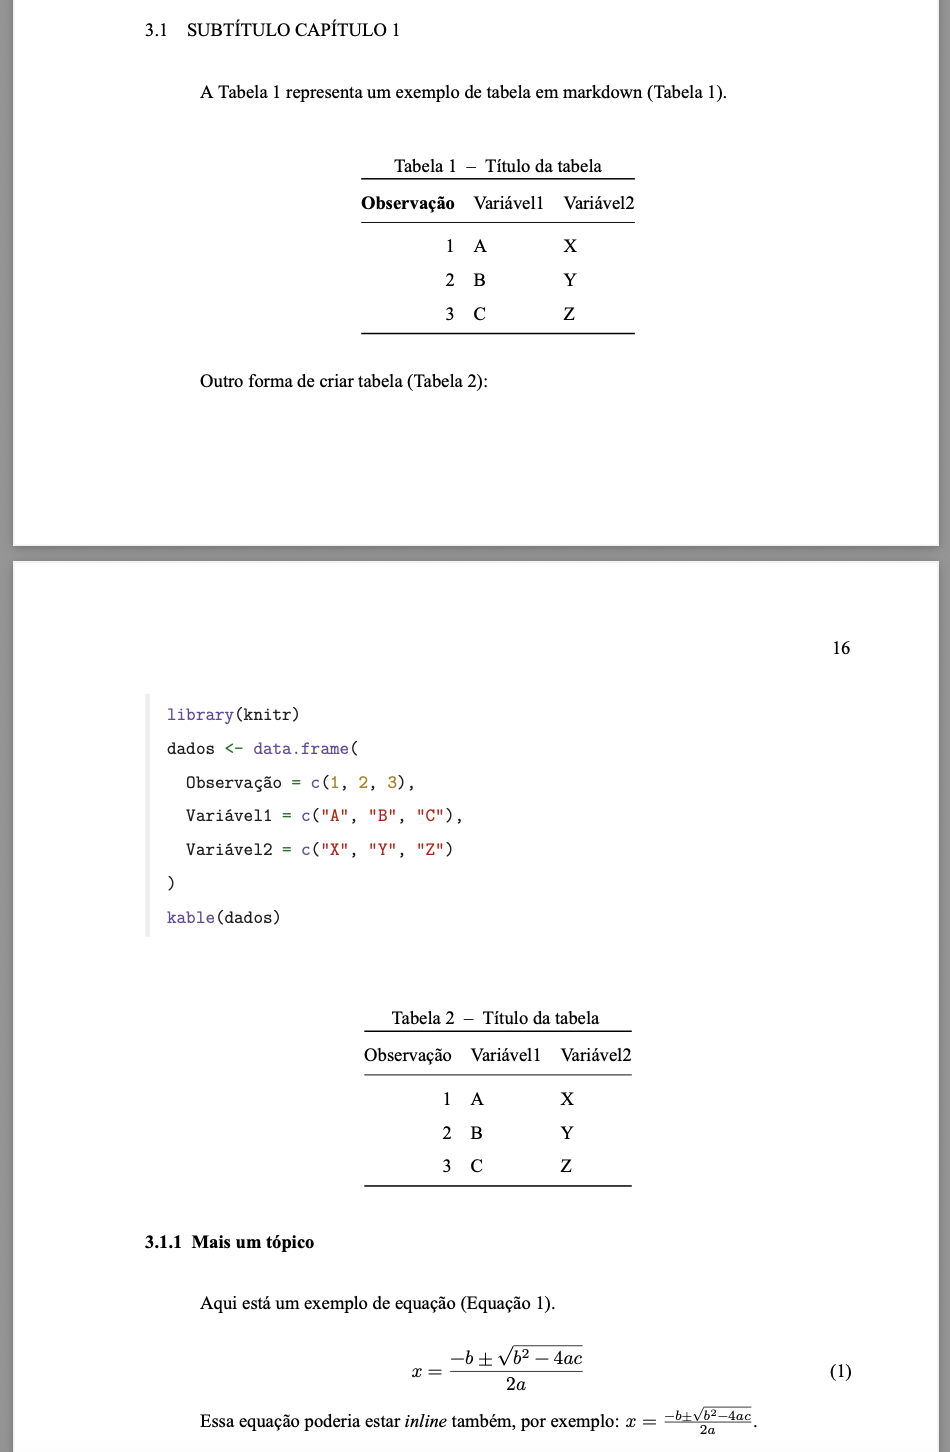 3.1 SUBTÍTULO CAPÍTULO 1
A Tabela 1 representa um exemplo de tabela em markdown (Tabela 1).
Tabela 1 – Título da tabela
Observação Variável1 Variável2
1 A X
2 B Y
3 C Z
Outro forma de criar tabela (Tabela 2):
16
library(knitr)
dados <- data.frame(
  Observação = c(1, 2, 3),
  Variável1 = c("A", "B", "C"),
  Variável2 = c("X", "Y", "Z")
)
kable(dados)
Tabela 2 – Título da tabela
Observação Variável1 Variável2
1 A X
2 B Y
3 C Z
3.1.1 Mais um tópico
Aqui está um exemplo de equação (Equação 1).
x = \frac{-b \pm \sqrt{b^2 - 4ac}}{2a} (1)
Essa equação poderia estar inline também, por exemplo: x = \frac{-b \pm \sqrt{b^2 - 4ac}}{2a}.